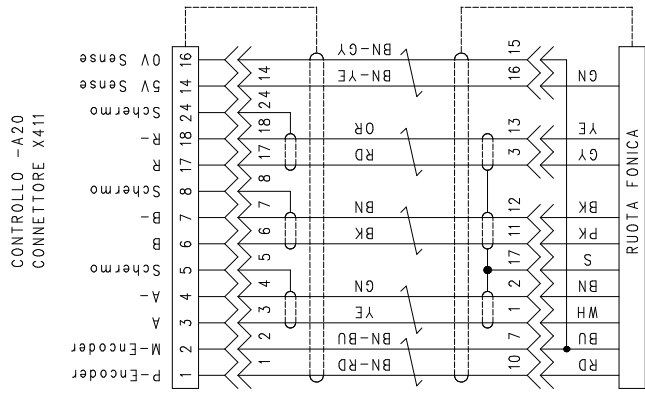 CONTROLLO -A20
CONNETTORE X411
0V Sense 16 BN-GY 15
5V Sense 14 14 BN-YE 16 GN
Schermo 24 24
R- 18 18 OR 13 YE
R 17 17 RD 3 GY
Schermo 8 8
B- 7 7 BN 12 BK
B 6 6 BK 11 PK
Schermo 5 5 17 S
A- 4 4 GN 2 BN
A 3 3 YE 1 WH
M-Encoder 2 2 BN-BU 7 BU
P-Encoder 1 1 BN-RD 10 RD
RUOTA FONICA